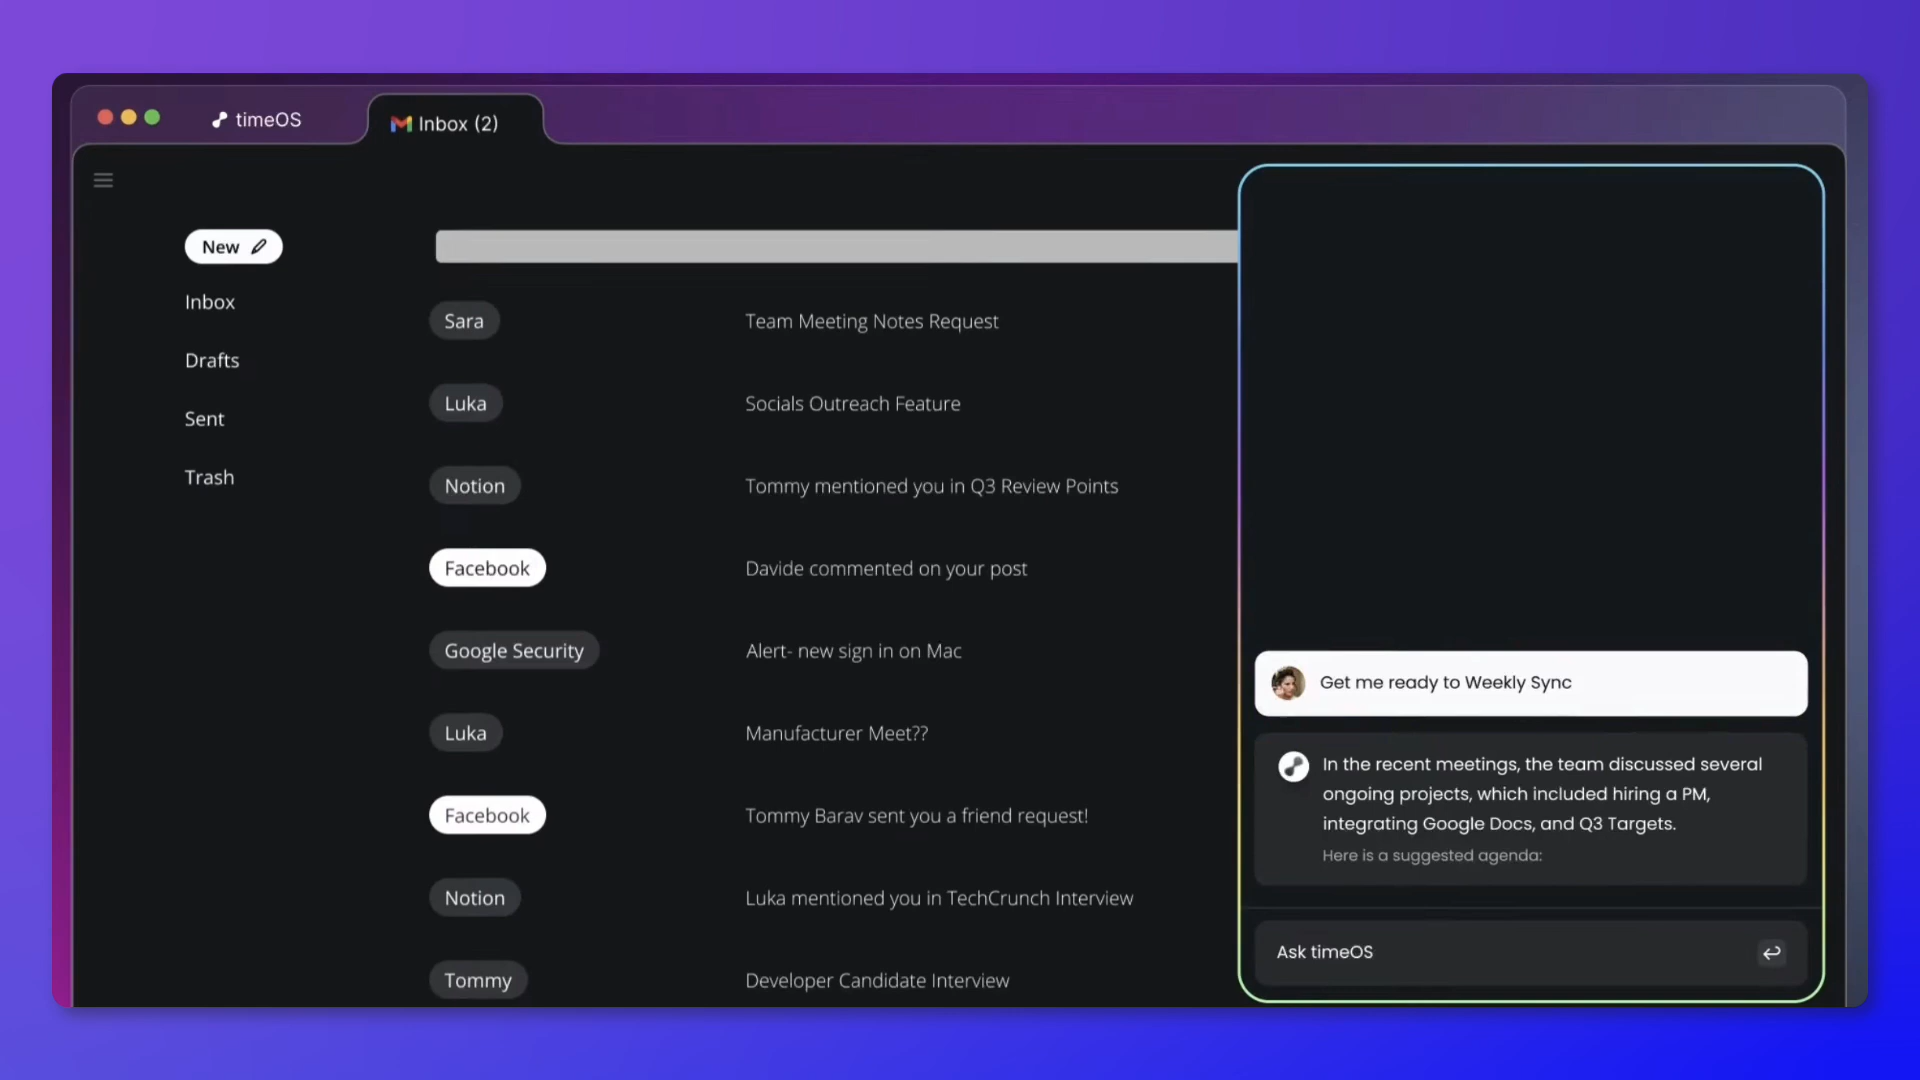 timeOS
Inbox (2)
New
Inbox
Drafts
Sent
Trash
Sara
Team Meeting Notes Request
Luka
Socials Outreach Feature
Notion
Tommy mentioned you in Q3 Review Points
Facebook
Davide commented on your post
Google Security
Alert- new sign in on Mac
Luka
Manufacturer Meet??
Facebook
Tommy Barav sent you a friend request!
Notion
Luka mentioned you in TechCrunch Interview
Tommy
Developer Candidate Interview
Get me ready to Weekly Sync
In the recent meetings, the team discussed several
ongoing projects, which included hiring a PM,
integrating Google Docs, and Q3 Targets.
Here is a suggested agenda:
Ask timeOS